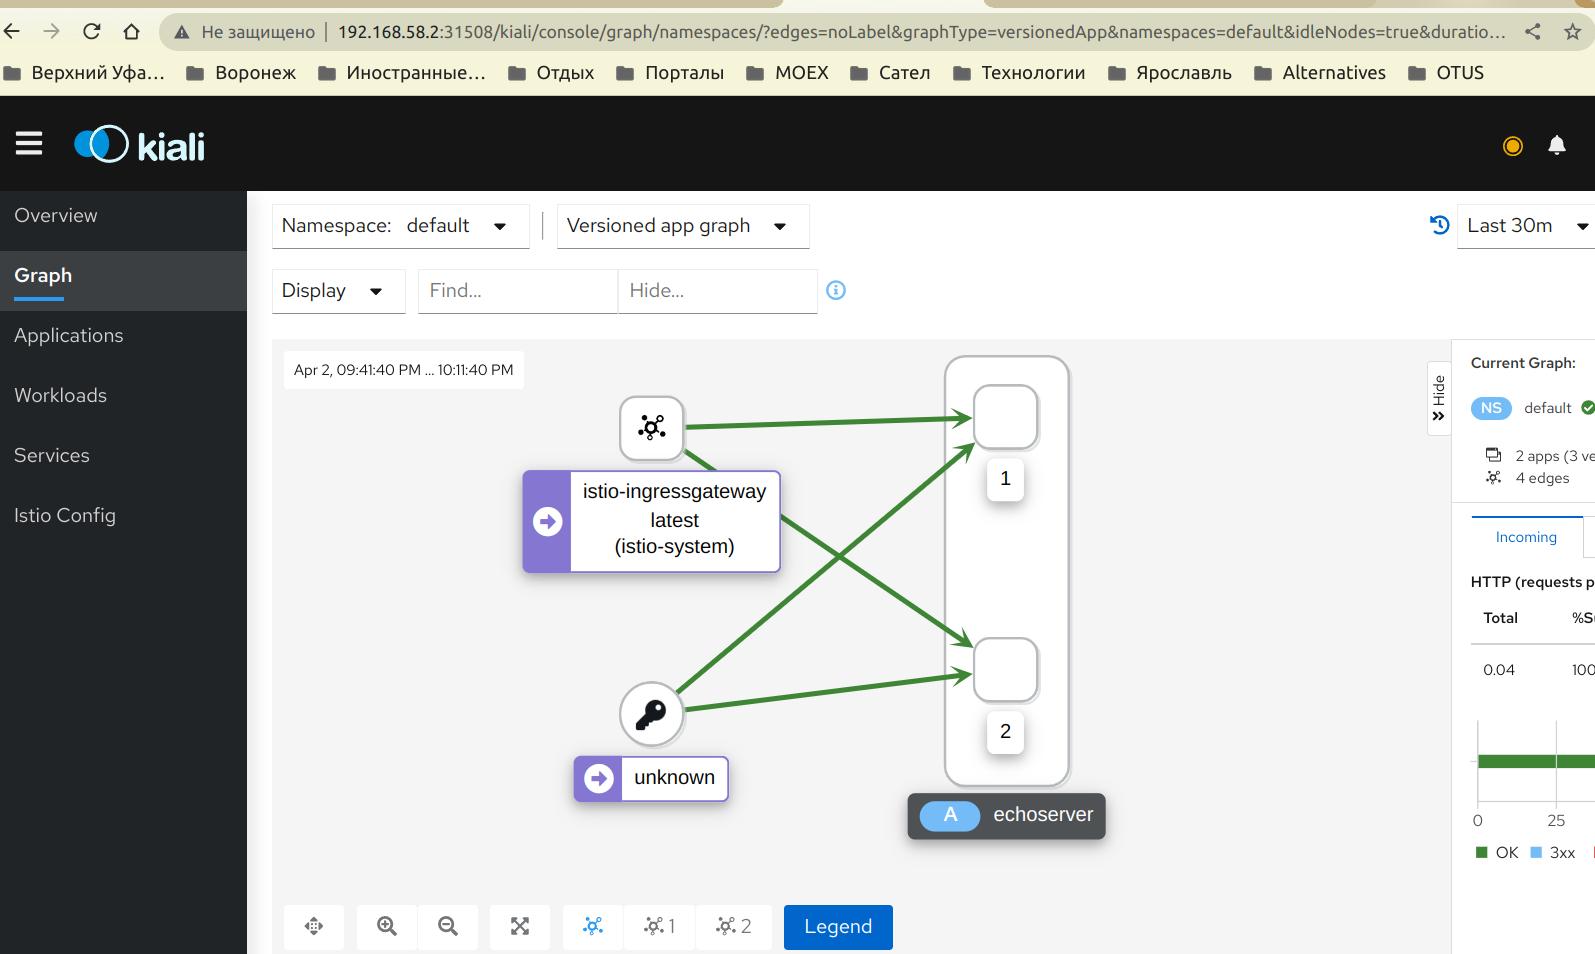 Не защищено 192.168.58.2:31508/kiali/console/graph/namespaces/?edges=noLabel&graphType=versionedApp&namespaces=default&idleNodes=true&duratio...
Верхний Уфа... Воронеж Иностранные... Отдых Порталы MOEX Сател Технологии Ярославль Alternatives OTUS
kiali
Overview
Graph
Applications
Workloads
Services
Istio Config
Namespace: default
Versioned app graph
Last 30m
Display
Find...
Hide...
Apr 2, 09:41:40 PM ... 10:11:40 PM
istio-ingressgateway
latest
(istio-system)
1
2
unknown
A echoserver
Hide
Current Graph:
NS default
2 apps (3 ve
4 edges
Incoming
HTTP (requests p
Total %Su
0.04 100
0 25
OK 3xx
1
2
Legend